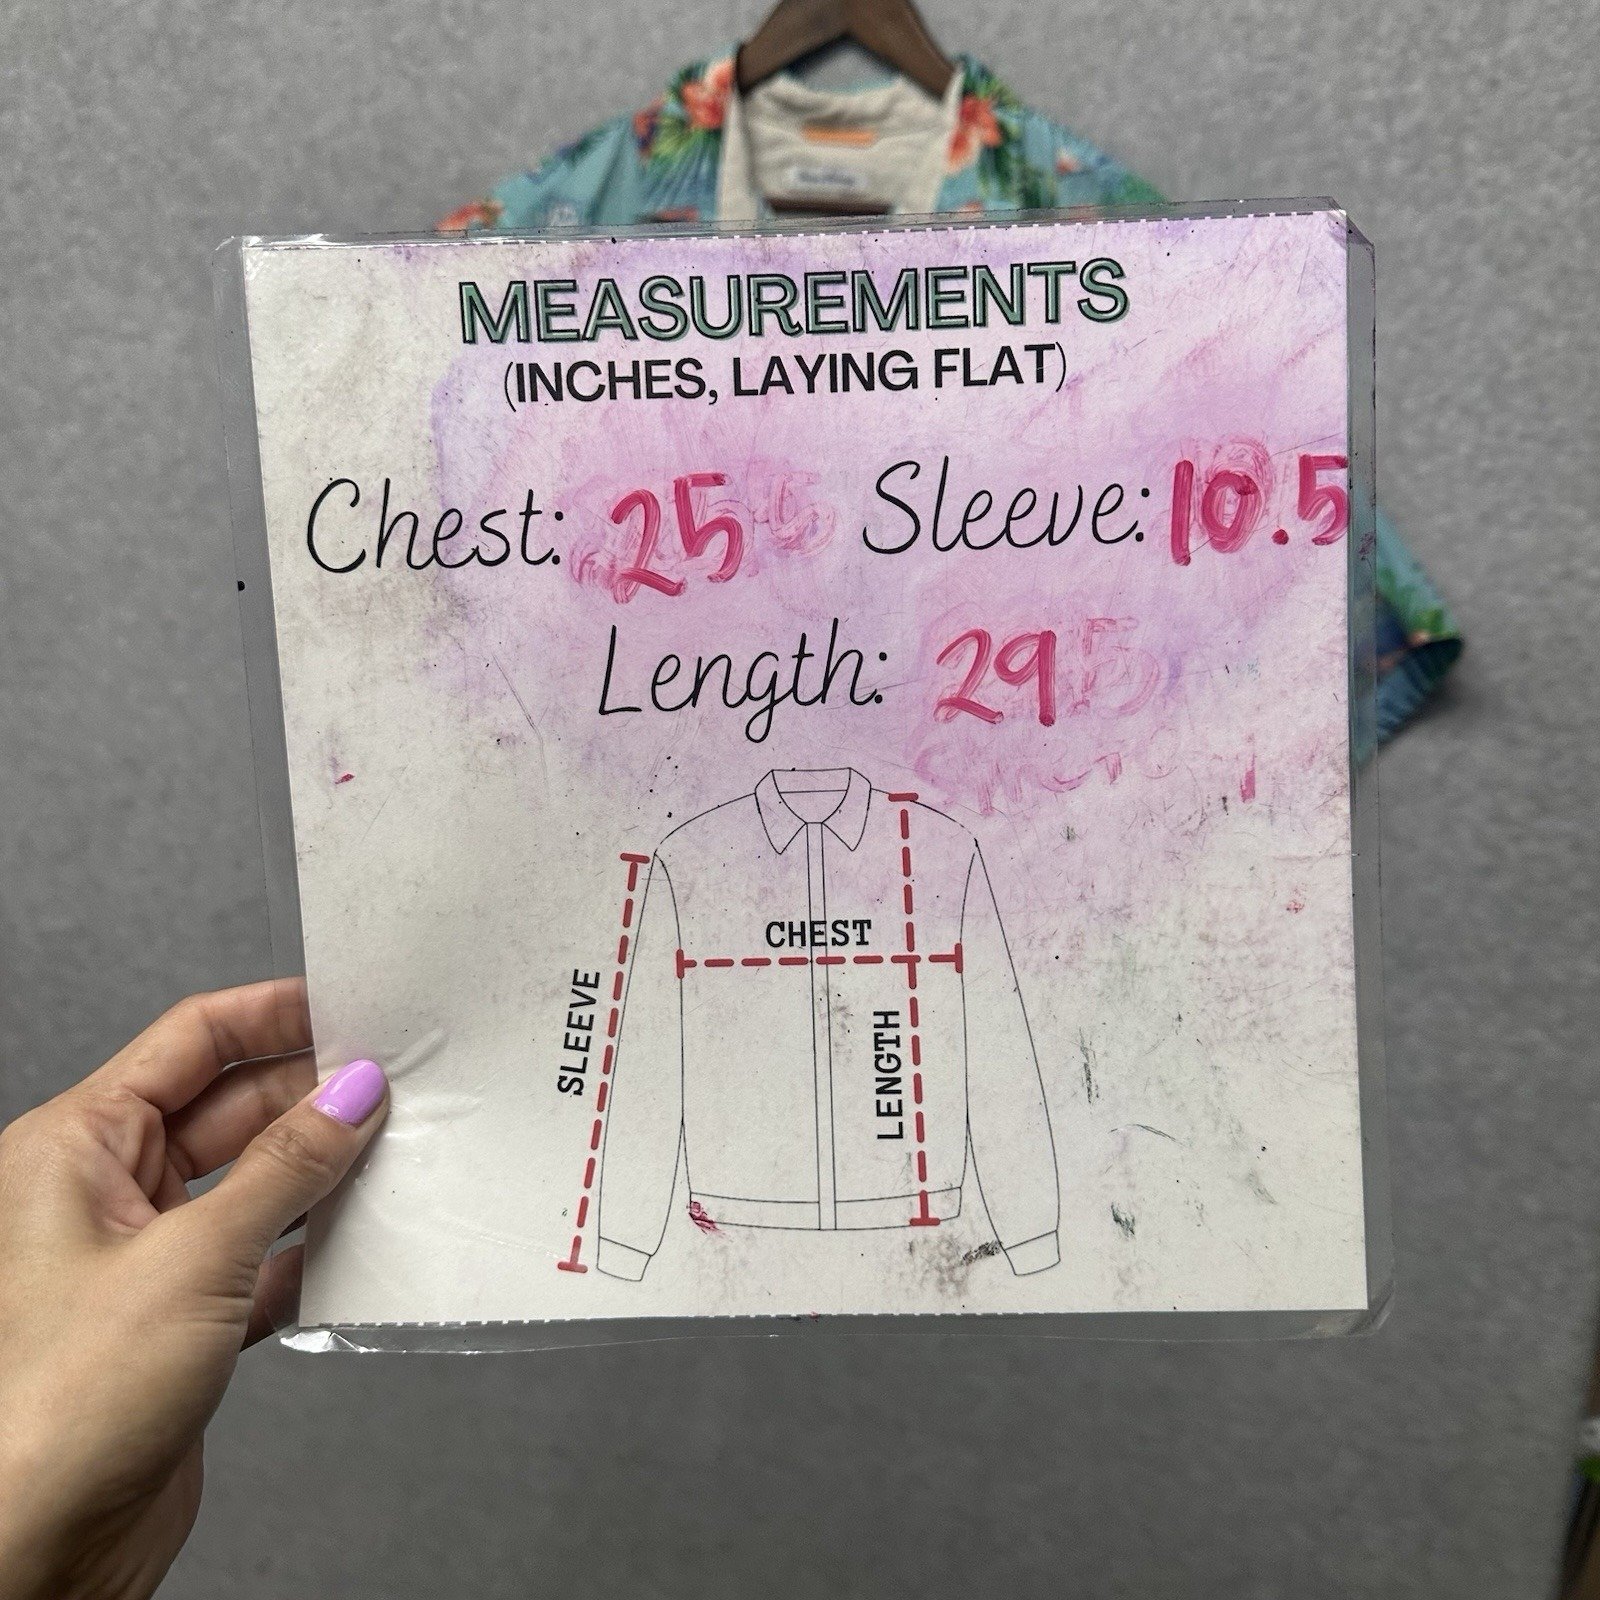 MEASUREMENTS
(INCHES, LAYING FLAT)
Chest: 25 Sleeve: 10.5
Length: 29
CHEST
SLEEVE
LENGTH